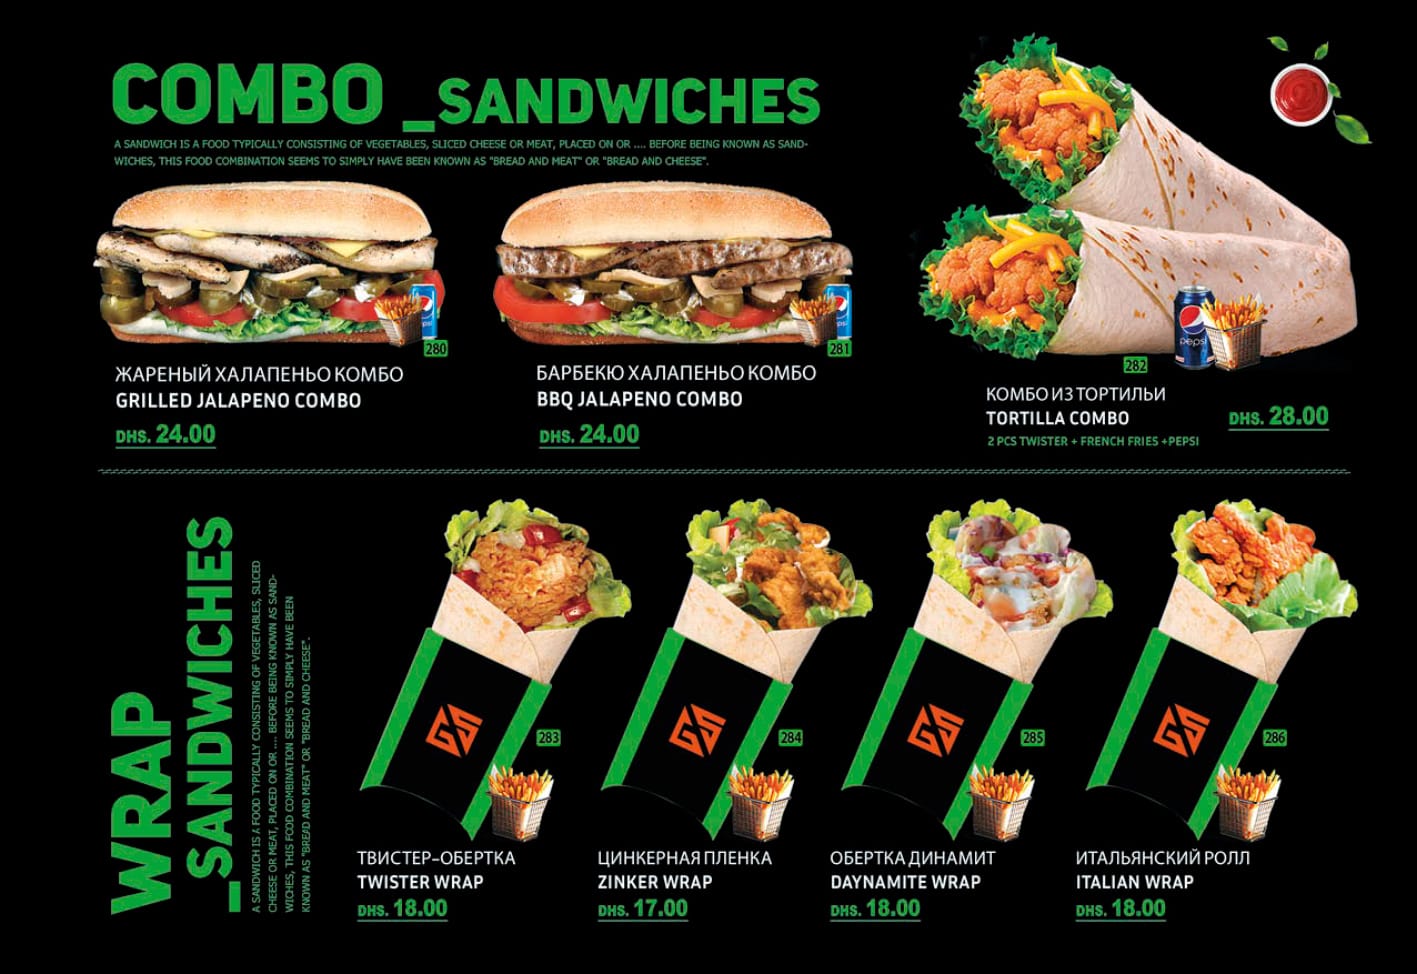 COMBO _SANDWICHES
A SANDWICH IS A FOOD TYPICALLY CONSISTING OF VEGETABLES, SLICED CHEESE OR MEAT, PLACED ON OR .... BEFORE BEING KNOWN AS SAND-
WICHES, THIS FOOD COMBINATION SEEMS TO SIMPLY HAVE BEEN KNOWN AS "BREAD AND MEAT" OR "BREAD AND CHEESE".
280
ЖАРЕНЫЙ ХАЛАПЕНЬО КОМБО
GRILLED JALAPENO COMBO
DHS. 24.00
281
БАРБЕКЮ ХАЛАПЕНЬО КОМБО
BBQ JALAPENO COMBO
DHS. 24.00
pepsi
282
КОМБО ИЗ ТОРТИЛЬИ
TORTILLA COMBO
2 PCS TWISTER + FRENCH FRIES +PEPSI
DHS. 28.00
WRAP
_SANDWICHES
A SANDWICH IS A FOOD TYPICALLY CONSISTING OF VEGETABLES, SLICED
CHEESE OR MEAT, PLACED ON OR .... BEFORE BEING KNOWN AS SAND-
WICHES, THIS FOOD COMBINATION SEEMS TO SIMPLY HAVE BEEN
KNOWN AS "BREAD AND MEAT" OR "BREAD AND CHEESE".
283
ТВИСТЕР-ОБЕРТКА
TWISTER WRAP
DHS. 18.00
284
ЦИНКЕРНАЯ ПЛЕНКА
ZINKER WRAP
DHS. 17.00
285
ОБЕРТКА ДИНАМИТ
DAYNAMITE WRAP
DHS. 18.00
286
ИТАЛЬЯНСКИЙ РОЛЛ
ITALIAN WRAP
DHS. 18.00